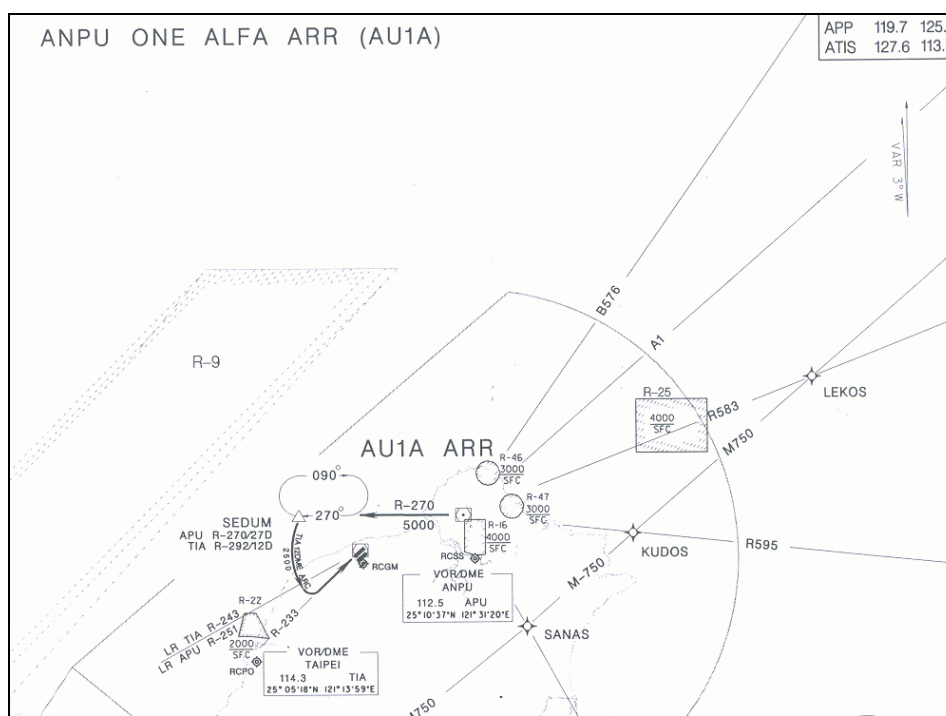 ANPU ONE ALFA ARR (AU1A)
APP 119.7 125.
ATIS 127.6 113.
VAR 3° W
B576
A1
R-9
R-25
4000
SFC
R583
LEKOS
M750
AU1A ARR
R-46
3000
SFC
090°
R-270
5000
270°
R-47
3000
SFC
SEDUM
APU R-270/27D
TIA R-292/12D
R-16
4000
SFC
KUDOS
R595
TIA 12DME ARC
2500
RCGM
RCSS
M-750
VOR/DME
ANPU
112.5 APU
25°10'37"N 121°31'20"E
R-22
R-233
LR TIA R-243
LR APU R-251
2000
SFC
SANAS
RCPO
VOR/DME
TAIPEI
114.3 TIA
25°05'18"N 121°13'59"E
M750